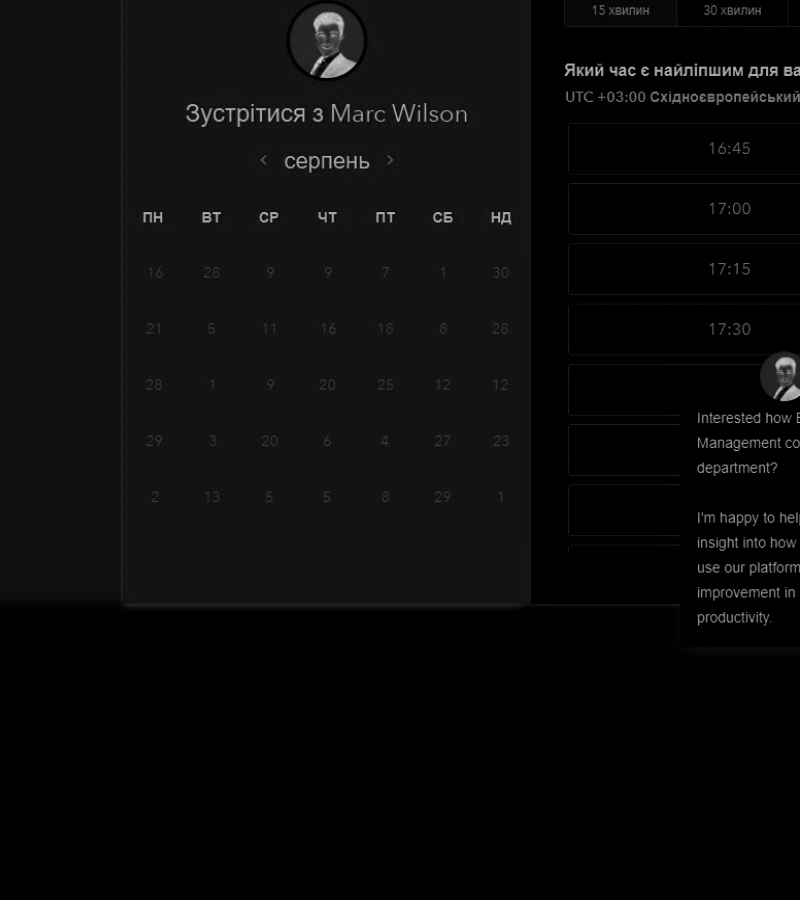 15 хвилин
30 хвилин
Зустрітися з Marc Wilson
серпень
ПН ВТ СР ЧТ ПТ СБ НД
16 28 9 9 7 1 30
21 5 11 16 18 8 28
28 1 9 20 25 12 12
29 3 20 6 4 27 23
2 13 5 5 8 29 1
Який час є найліпшим для
UTC +03:00 Східноєвропейський
16:45
17:00
17:15
17:30
Interested how
Management
department?
I'm happy to
insight into how
use our platform
improvement in
productivity.